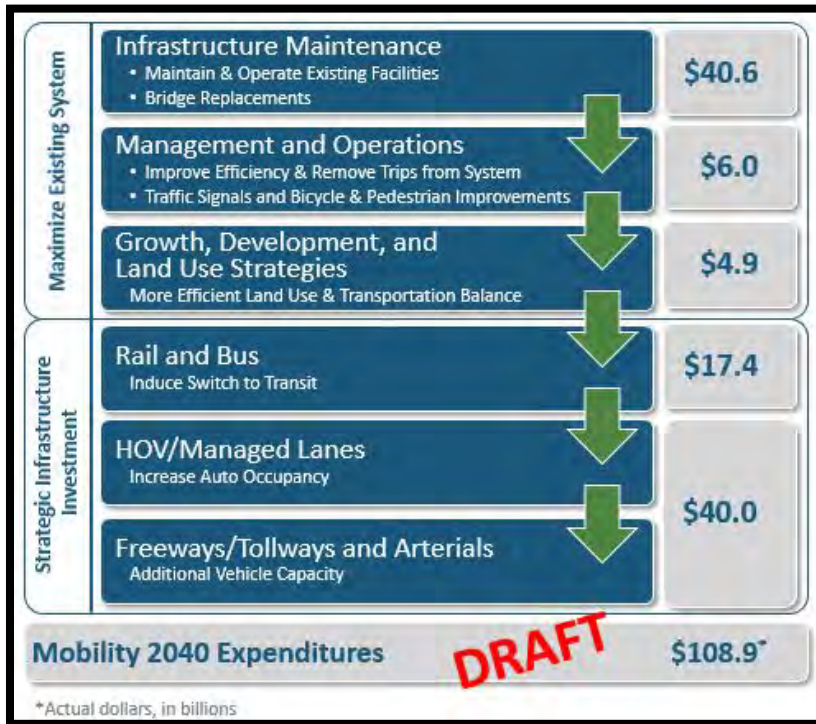 Maximize Existing System
Infrastructure Maintenance
• Maintain & Operate Existing Facilities
• Bridge Replacements
$40.6
Management and Operations
• Improve Efficiency & Remove Trips from System
• Traffic Signals and Bicycle & Pedestrian Improvements
$6.0
Growth, Development, and
Land Use Strategies
More Efficient Land Use & Transportation Balance
$4.9
Strategic Infrastructure
Investment
Rail and Bus
Induce Switch to Transit
$17.4
HOV/Managed Lanes
Increase Auto Occupancy
$40.0
Freeways/Tollways and Arterials
Additional Vehicle Capacity
Mobility 2040 Expenditures
DRAFT
$108.9*
*Actual dollars, in billions